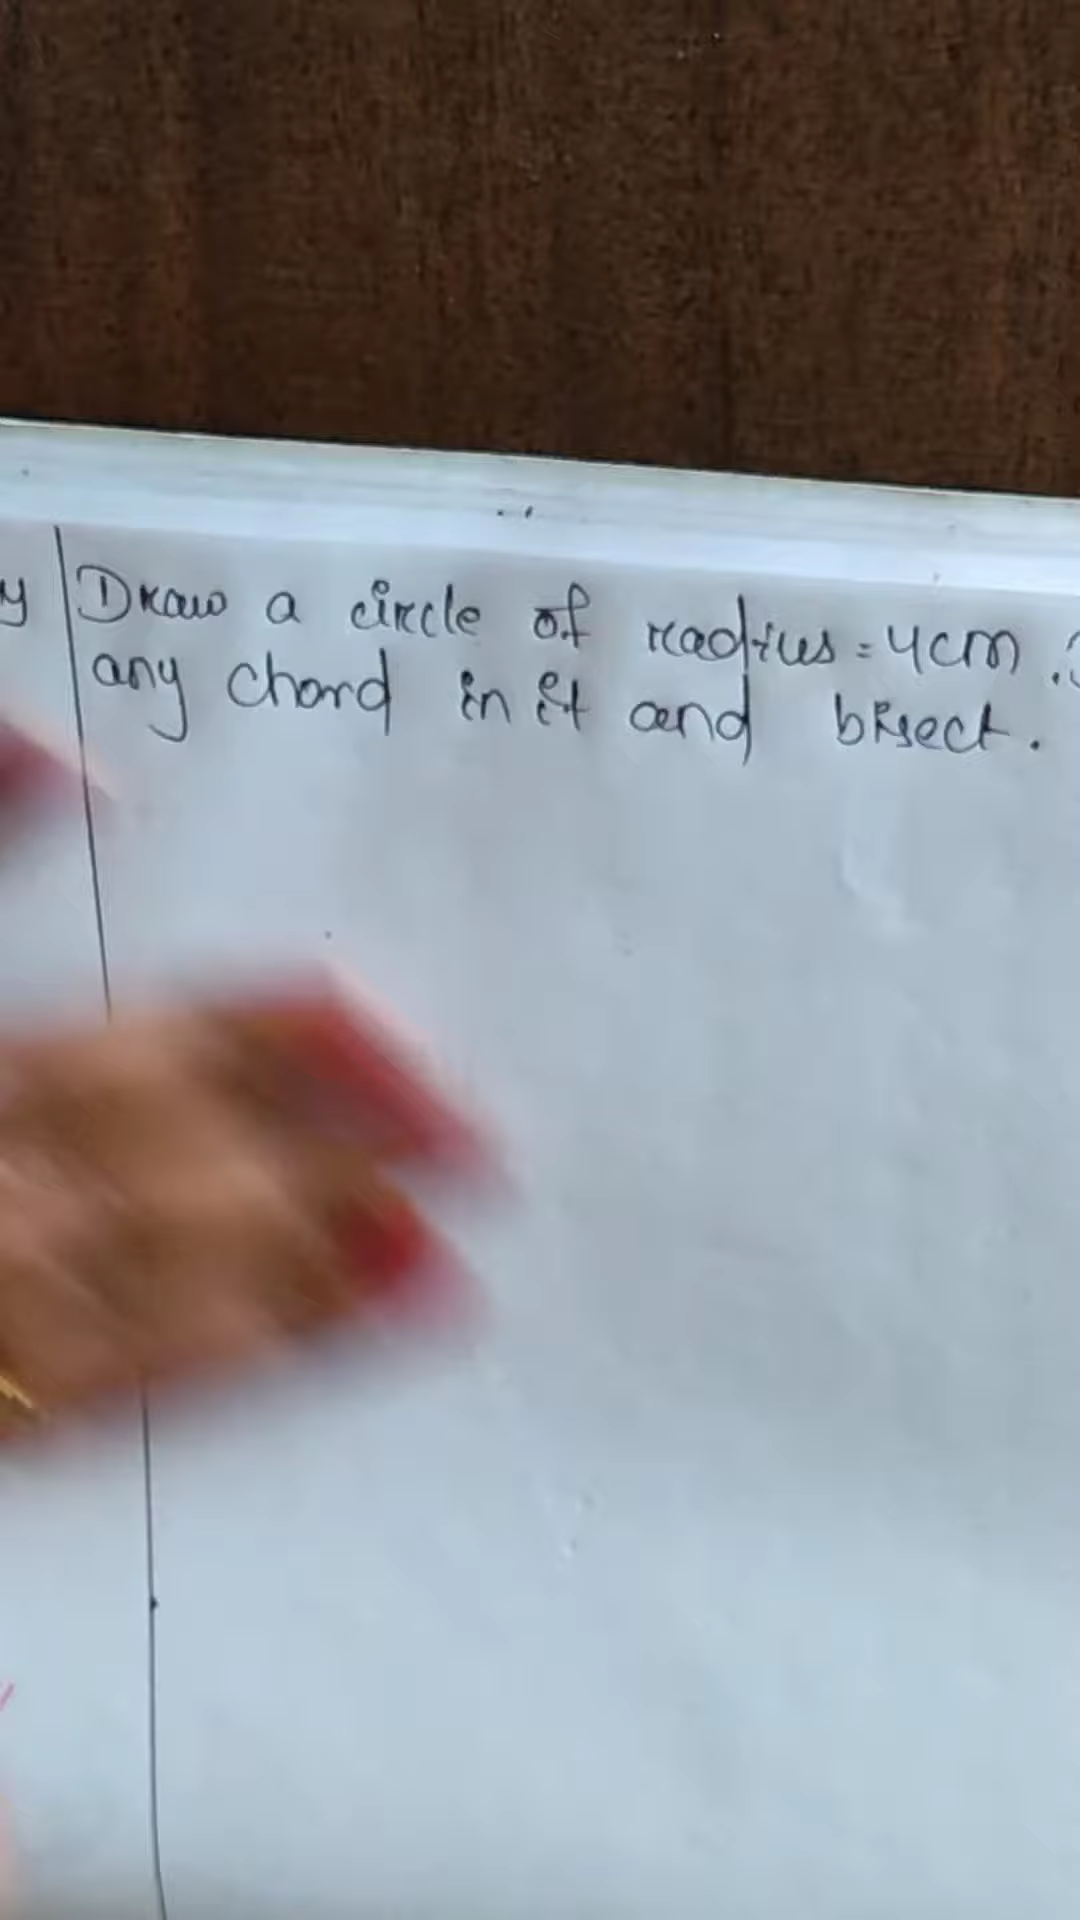 y Draw a circle of radius = 4cm.
any chord in it and bisect.